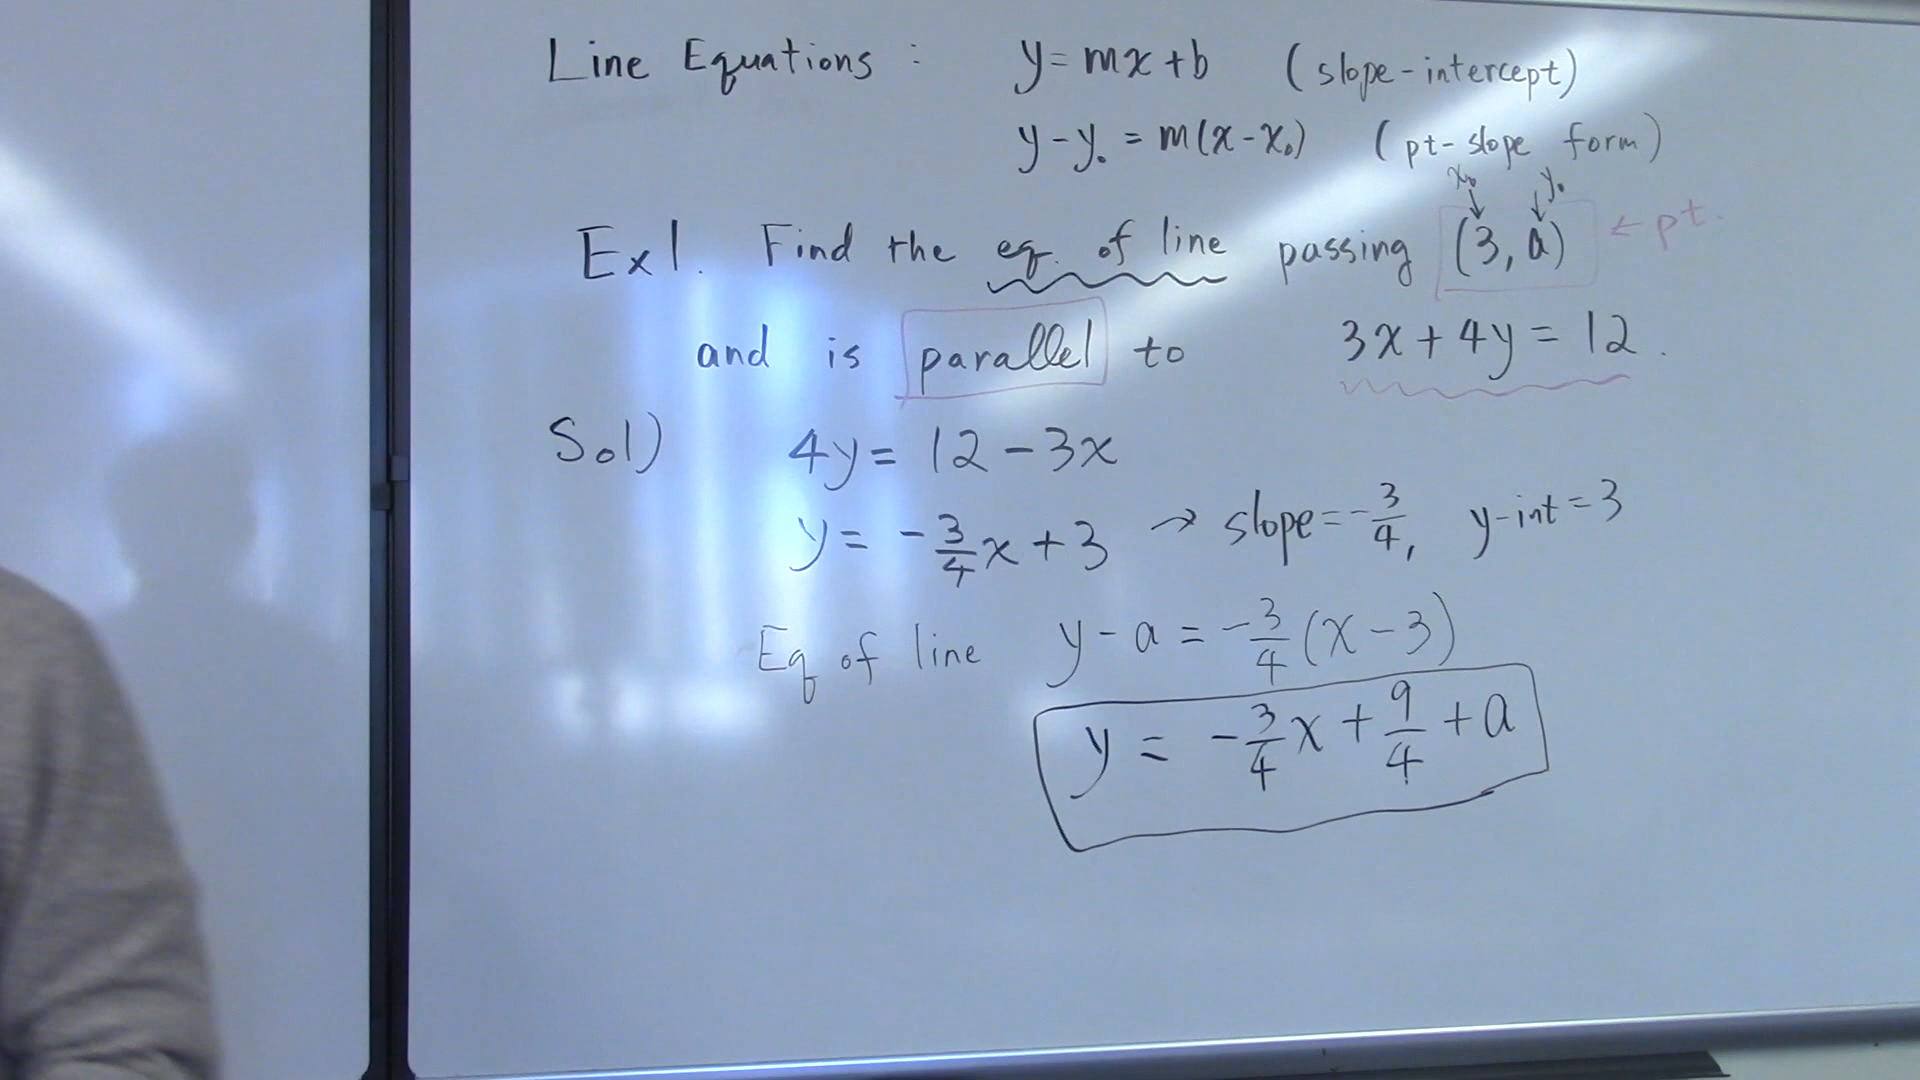 Line Equations : y = mx + b (slope-intercept)
y - y₀ = m(x - x₀) (pt-slope form)
x₀ y₀
Ex1. Find the eq. of line passing (3, a) ← pt.
and is parallel to 3x + 4y = 12.
Sol) 4y = 12 - 3x
y = -3/4 x + 3 → slope = -3/4, y-int = 3
Eq of line y - a = -3/4 (x - 3)
y = -3/4 x + 9/4 + a